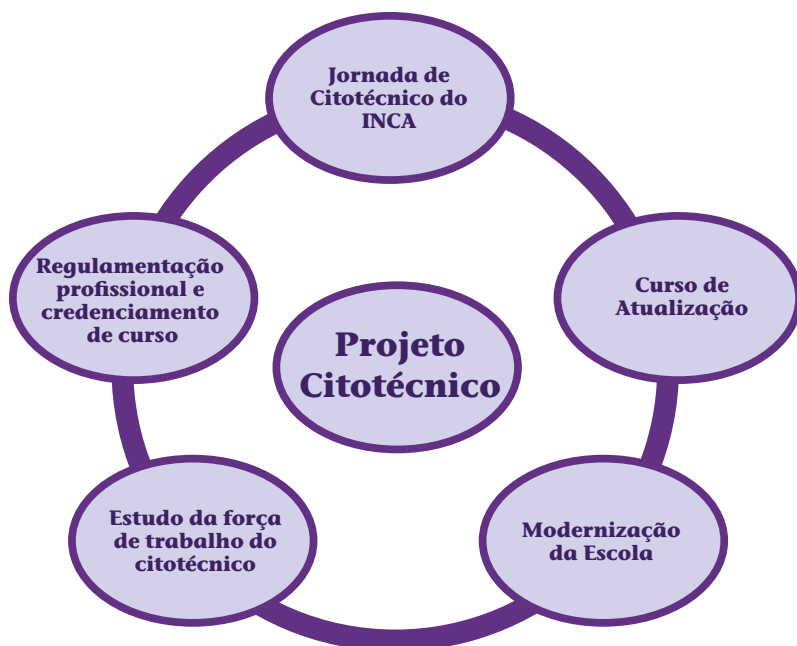 Jornada de
Citotécnico do
INCA
Regulamentação
profissional e
credenciamento
de curso
Curso de
Atualização
Projeto
Citotécnico
Estudo da força
de trabalho do
citotécnico
Modernização
da Escola